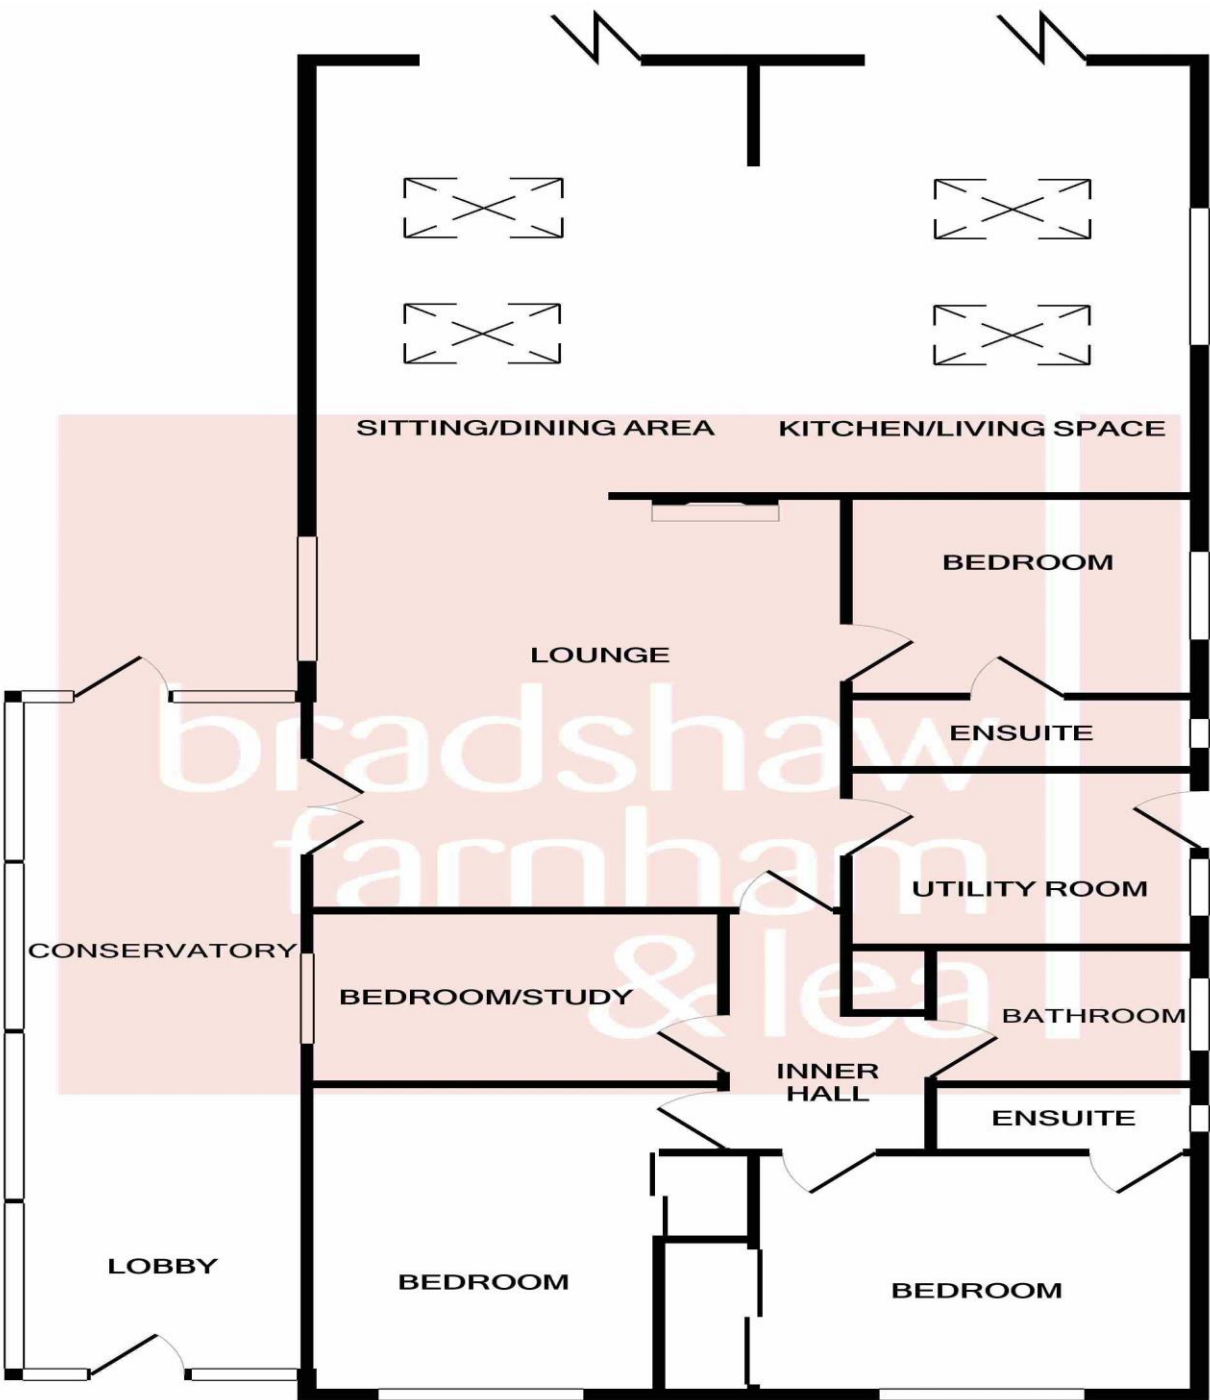 SITTING/DINING AREA
KITCHEN/LIVING SPACE
BEDROOM
LOUNGE
ENSUITE
bradshaw
farnham
& lea
UTILITY ROOM
CONSERVATORY
BEDROOM/STUDY
BATHROOM
INNER
HALL
ENSUITE
LOBBY
BEDROOM
BEDROOM